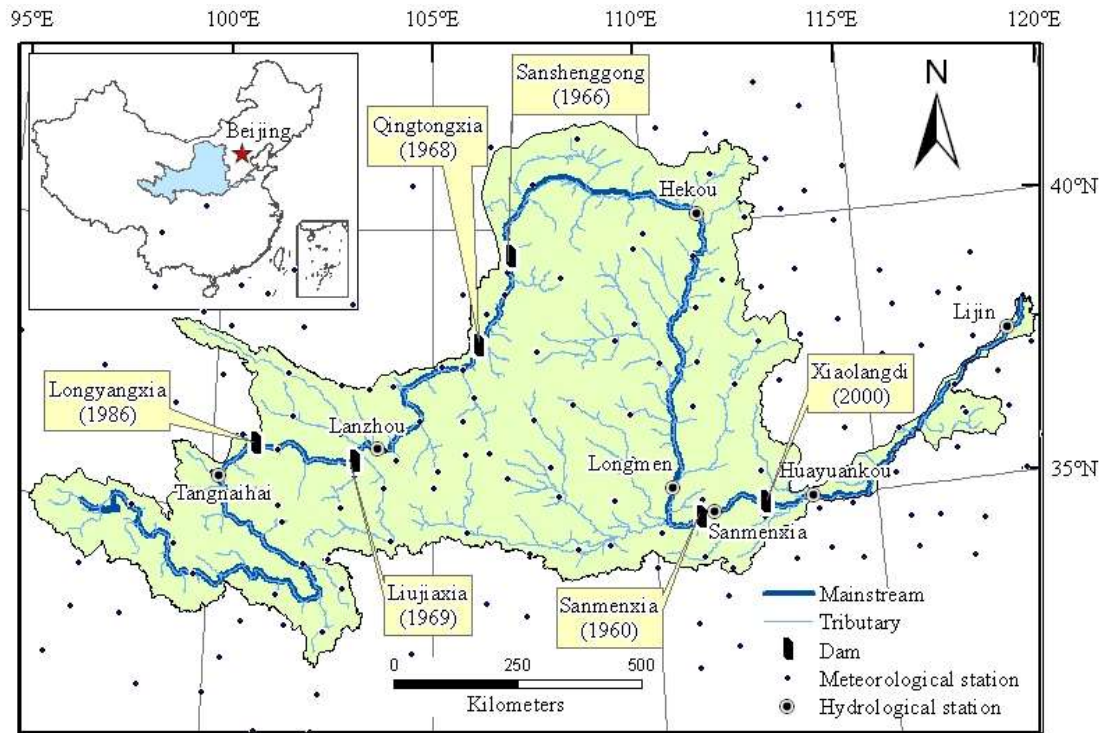 95°E
100°E
105°E
110°E
115°E
120°E
Sanshenggong
(1966)
N
Beijing
Qingtongxia
(1968)
Hekou
40°N
Lijin
Longyangxia
(1986)
Xiaolangdi
(2000)
Lanzhou
Longmen
Huayuankou
35°N
Tangnaihai
Sanmenxia
Liujiaxia
(1969)
Sanmenxia
(1960)
Mainstream
Tributary
Dam
Meteorological station
Hydrological station
0
250
500
Kilometers